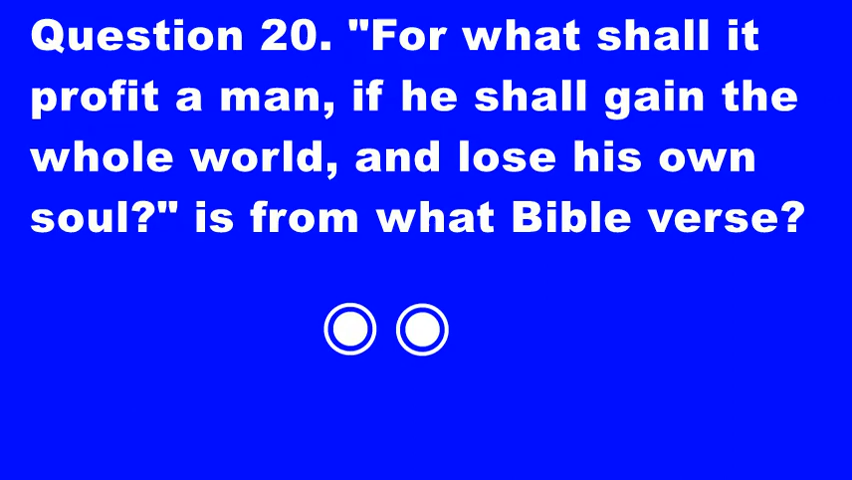 Question 20. "For what shall it
profit a man, if he shall gain the
whole world, and lose his own
soul?" is from what Bible verse?